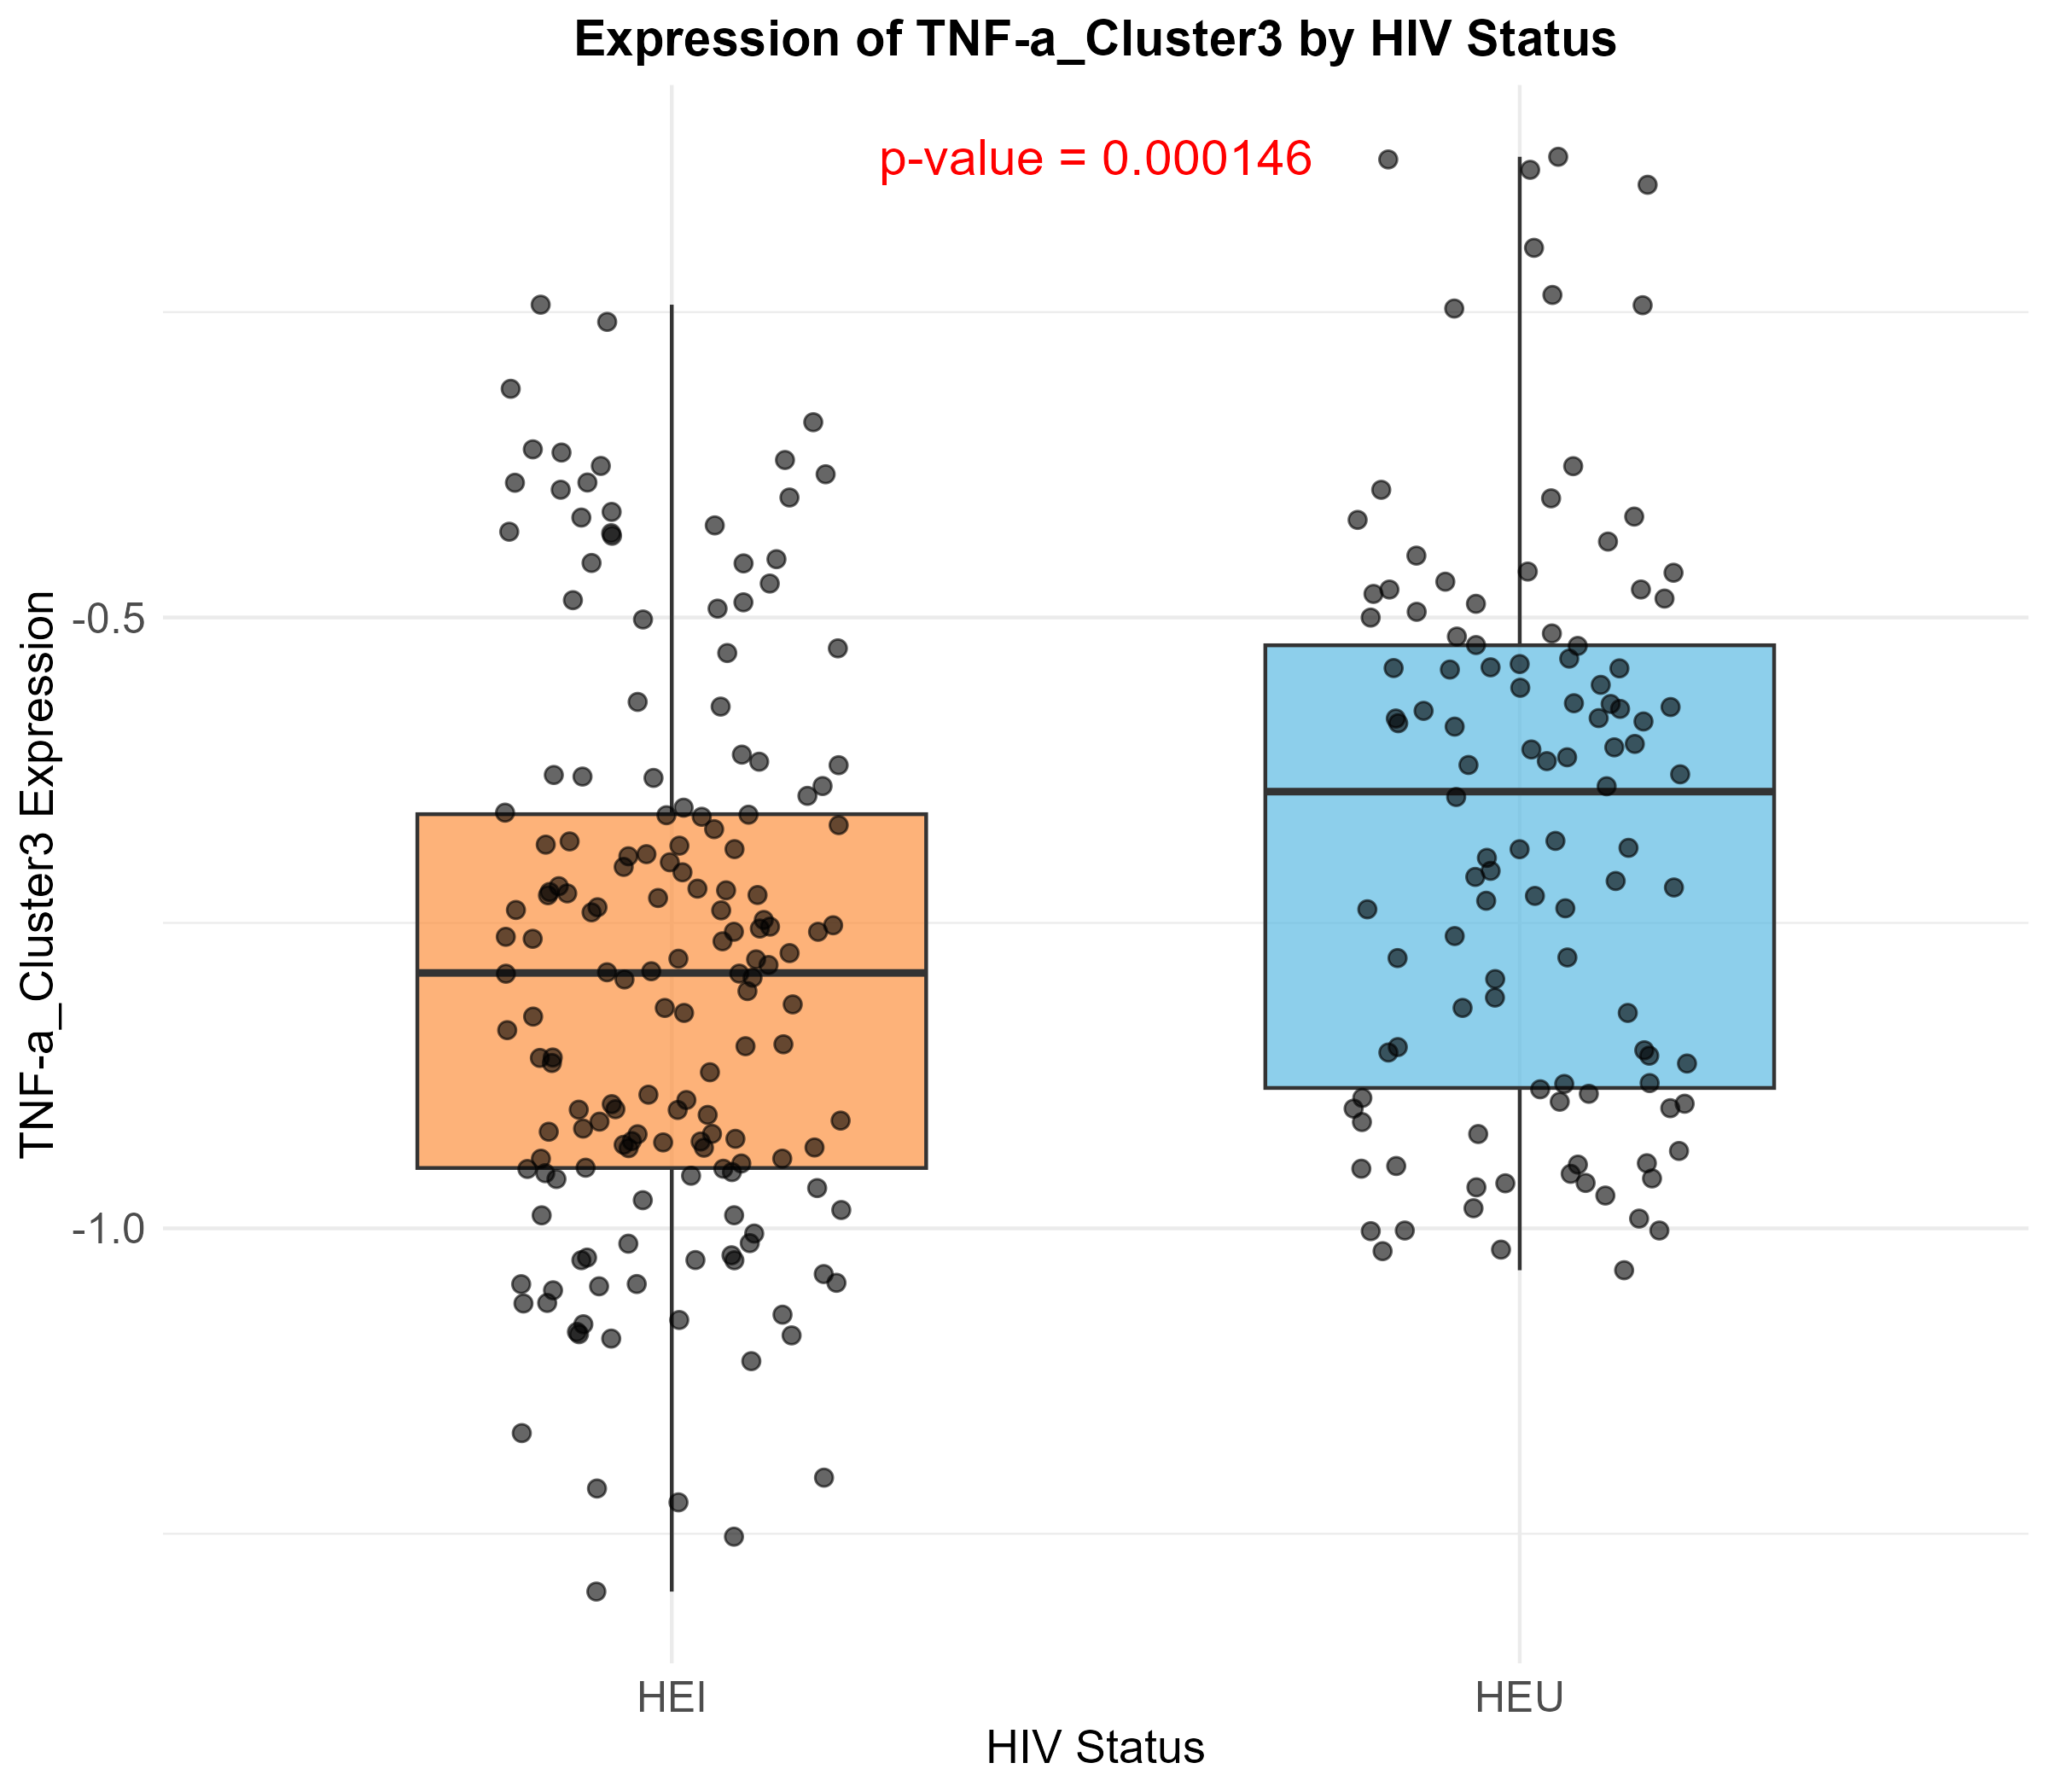 Expression of TNF-a_Cluster3 by HIV Status
p-value = 0.000146
TNF-a_Cluster3 Expression
-0.5
-1.0
HEI
HEU
HIV Status